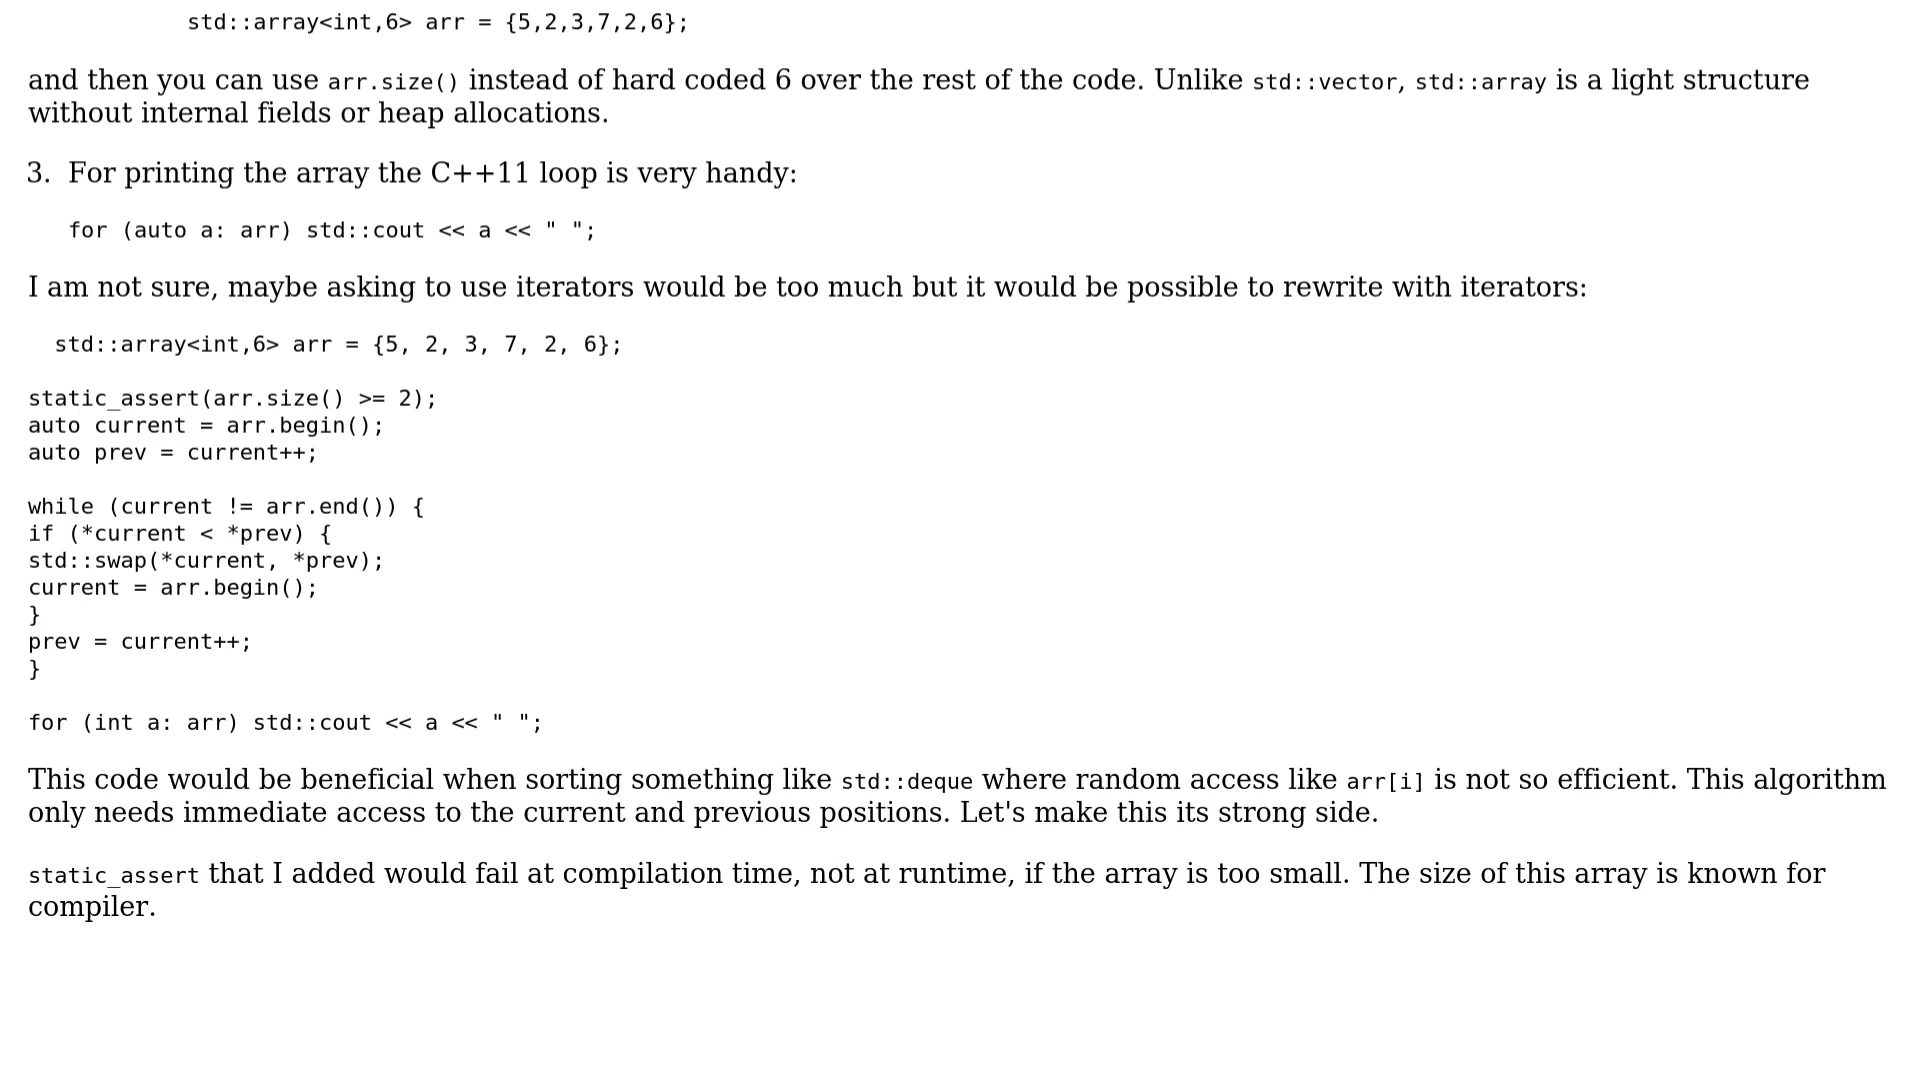 std::array<int,6> arr = {5,2,3,7,2,6};
and then you can use arr.size() instead of hard coded 6 over the rest of the code. Unlike std::vector, std::array is a light structure
without internal fields or heap allocations.
3. For printing the array the C++11 loop is very handy:
for (auto a: arr) std::cout << a << " ";
I am not sure, maybe asking to use iterators would be too much but it would be possible to rewrite with iterators:
std::array<int,6> arr = {5, 2, 3, 7, 2, 6};
static_assert(arr.size() >= 2);
auto current = arr.begin();
auto prev = current++;
while (current != arr.end()) {
if (*current < *prev) {
std::swap(*current, *prev);
current = arr.begin();
}
prev = current++;
}
for (int a: arr) std::cout << a << " ";
This code would be beneficial when sorting something like std::deque where random access like arr[i] is not so efficient. This algorithm
only needs immediate access to the current and previous positions. Let's make this its strong side.
static_assert that I added would fail at compilation time, not at runtime, if the array is too small. The size of this array is known for
compiler.